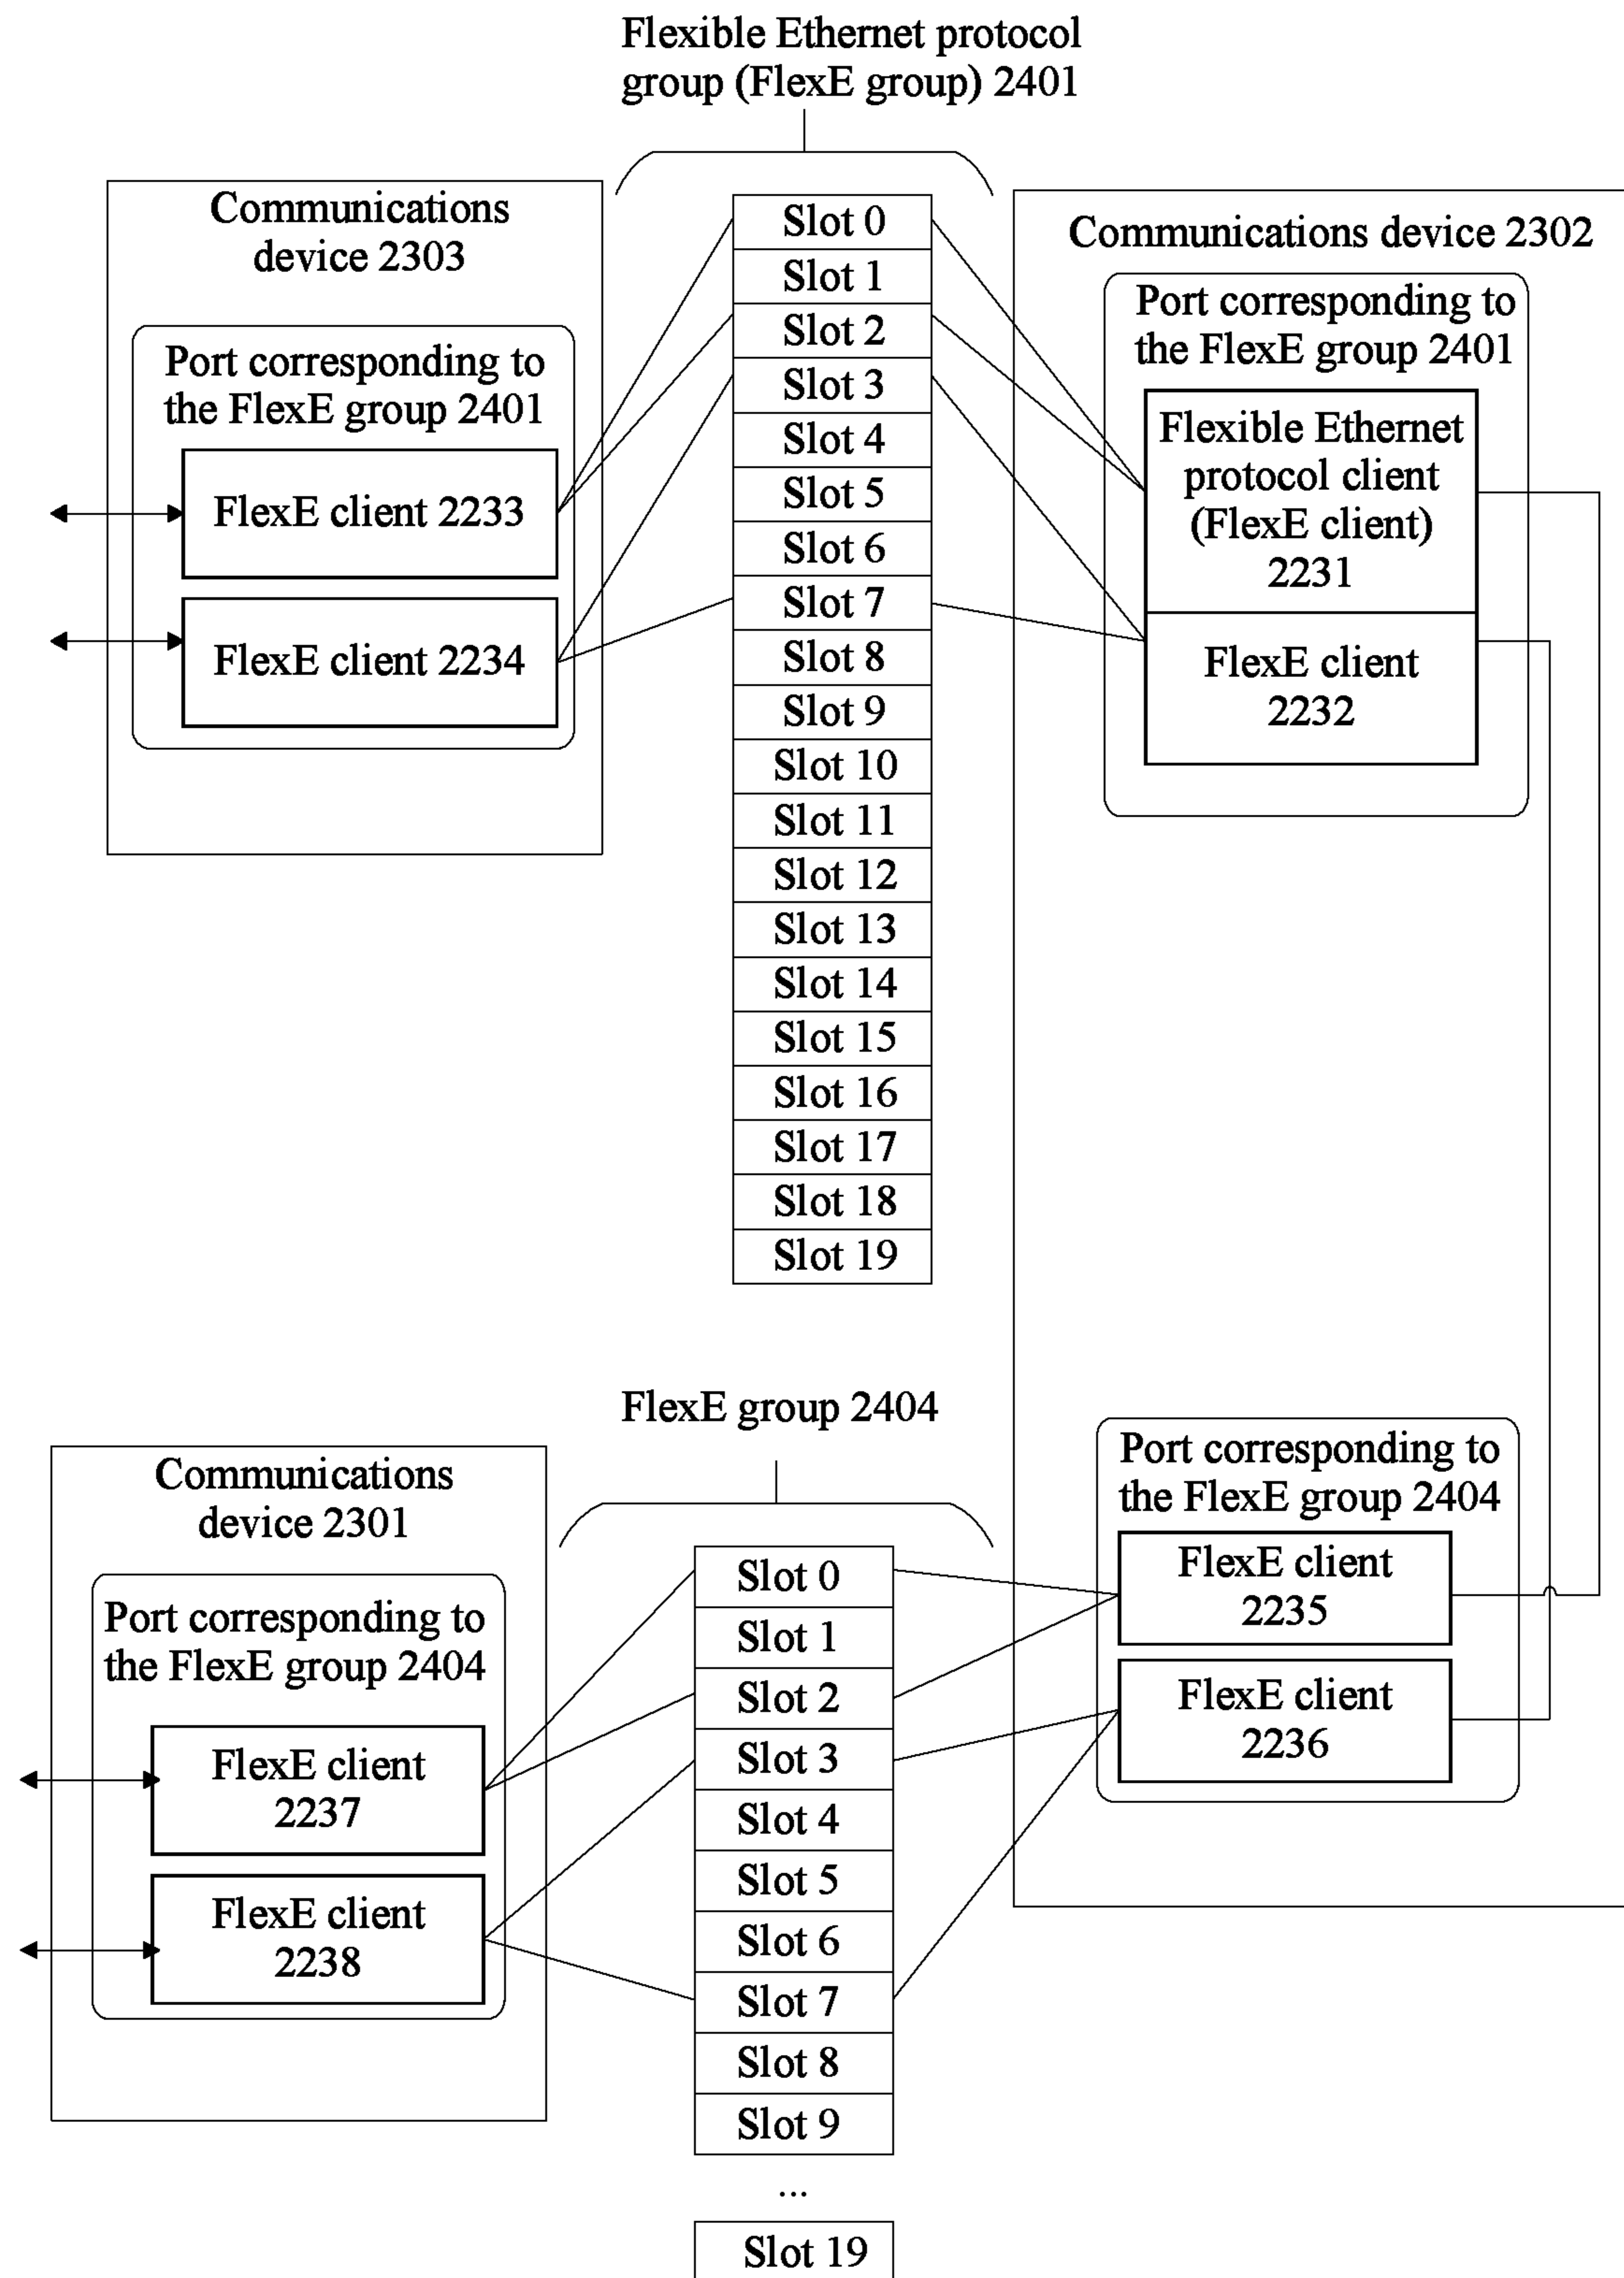 Flexible Ethernet protocol
group (FlexE group) 2401
Communications
device 2303
Port corresponding to
the FlexE group 2401
FlexE client 2233
FlexE client 2234
Slot 0
Slot 1
Slot 2
Slot 3
Slot 4
Slot 5
Slot 6
Slot 7
Slot 8
Slot 9
Slot 10
Slot 11
Slot 12
Slot 13
Slot 14
Slot 15
Slot 16
Slot 17
Slot 18
Slot 19
Communications device 2302
Port corresponding to
the FlexE group 2401
Flexible Ethernet
protocol client
(FlexE client)
2231
FlexE client
2232
FlexE group 2404
Communications
device 2301
Port corresponding to
the FlexE group 2404
FlexE client
2237
FlexE client
2238
Slot 0
Slot 1
Slot 2
Slot 3
Slot 4
Slot 5
Slot 6
Slot 7
Slot 8
Slot 9
...
Slot 19
Port corresponding to
the FlexE group 2404
FlexE client
2235
FlexE client
2236